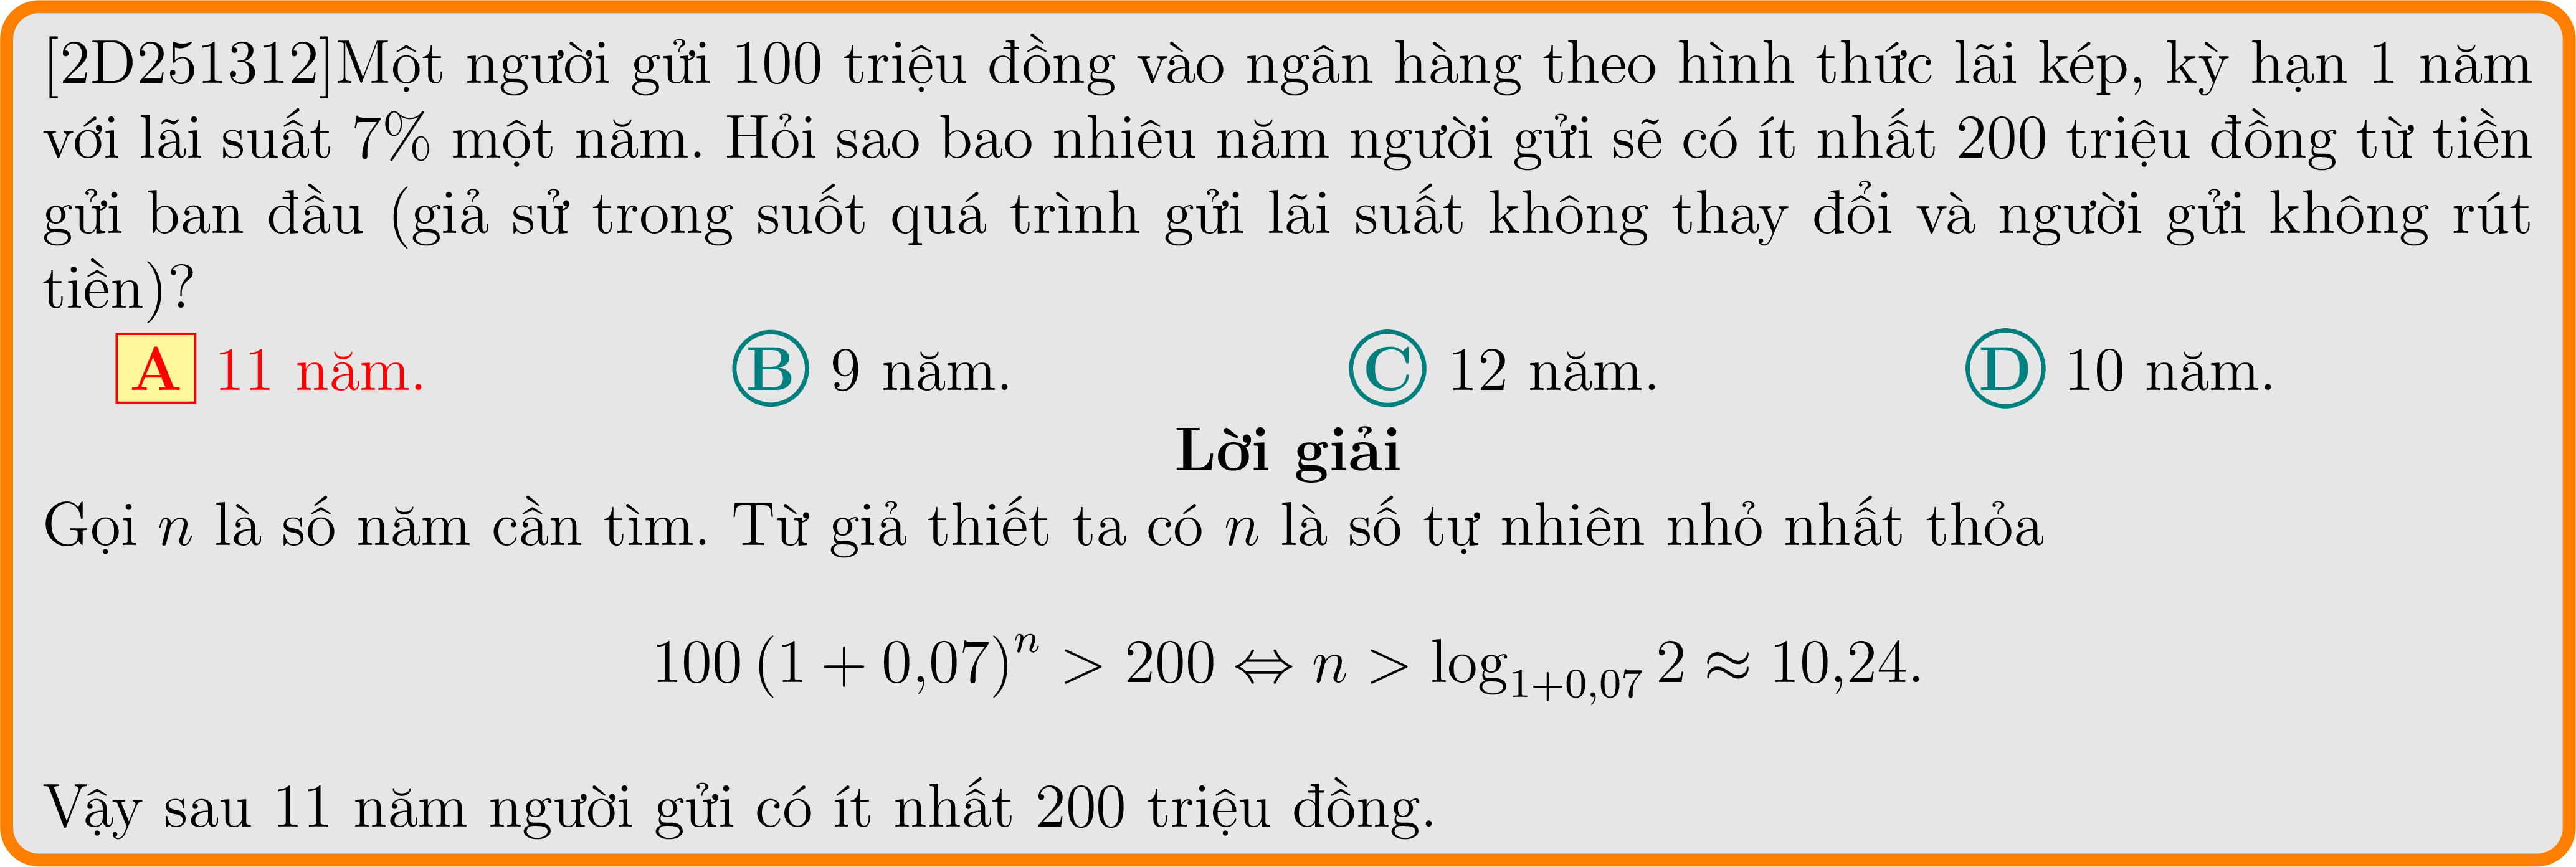 [2D251312]Một người gửi 100 triệu đồng vào ngân hàng theo hình thức lãi kép, kỳ hạn 1 năm
với lãi suất 7% một năm. Hỏi sao bao nhiêu năm người gửi sẽ có ít nhất 200 triệu đồng từ tiền
gửi ban đầu (giả sử trong suốt quá trình gửi lãi suất không thay đổi và người gửi không rút
tiền)?
A 11 năm. B 9 năm. C 12 năm. D 10 năm.
Lời giải
Gọi n là số năm cần tìm. Từ giả thiết ta có n là số tự nhiên nhỏ nhất thỏa
100 (1 + 0,07)^n > 200 ⇔ n > log_{1+0,07} 2 ≈ 10,24.
Vậy sau 11 năm người gửi có ít nhất 200 triệu đồng.